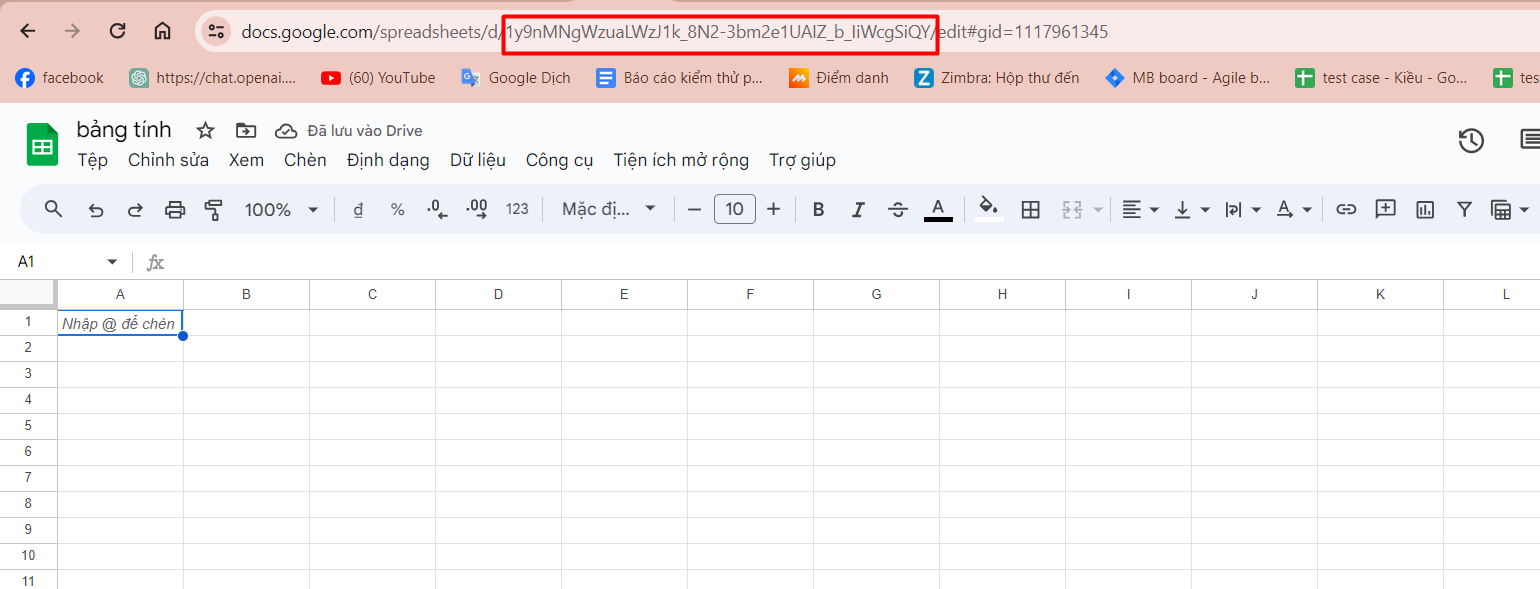 docs.google.com/spreadsheets/d/1y9nMNgWzuaLWzJ1k_8N2-3bm2e1UAIZ_b_IiWcgSiQY/edit#gid=1117961345
facebook https://chat.openai.... (60) YouTube Google Dịch Báo cáo kiểm thử p... Điểm danh Zimbra: Hộp thư đến MB board - Agile b... test case - Kiều - Go... tes
bảng tính Đã lưu vào Drive
Tệp Chỉnh sửa Xem Chèn Định dạng Dữ liệu Công cụ Tiện ích mở rộng Trợ giúp
100% đ % .0 .00 123 Mặc đị... 10 B I A A
A1 fx
A B C D E F G H I J K L
1 Nhập @ để chèn
2
3
4
5
6
7
8
9
10
11